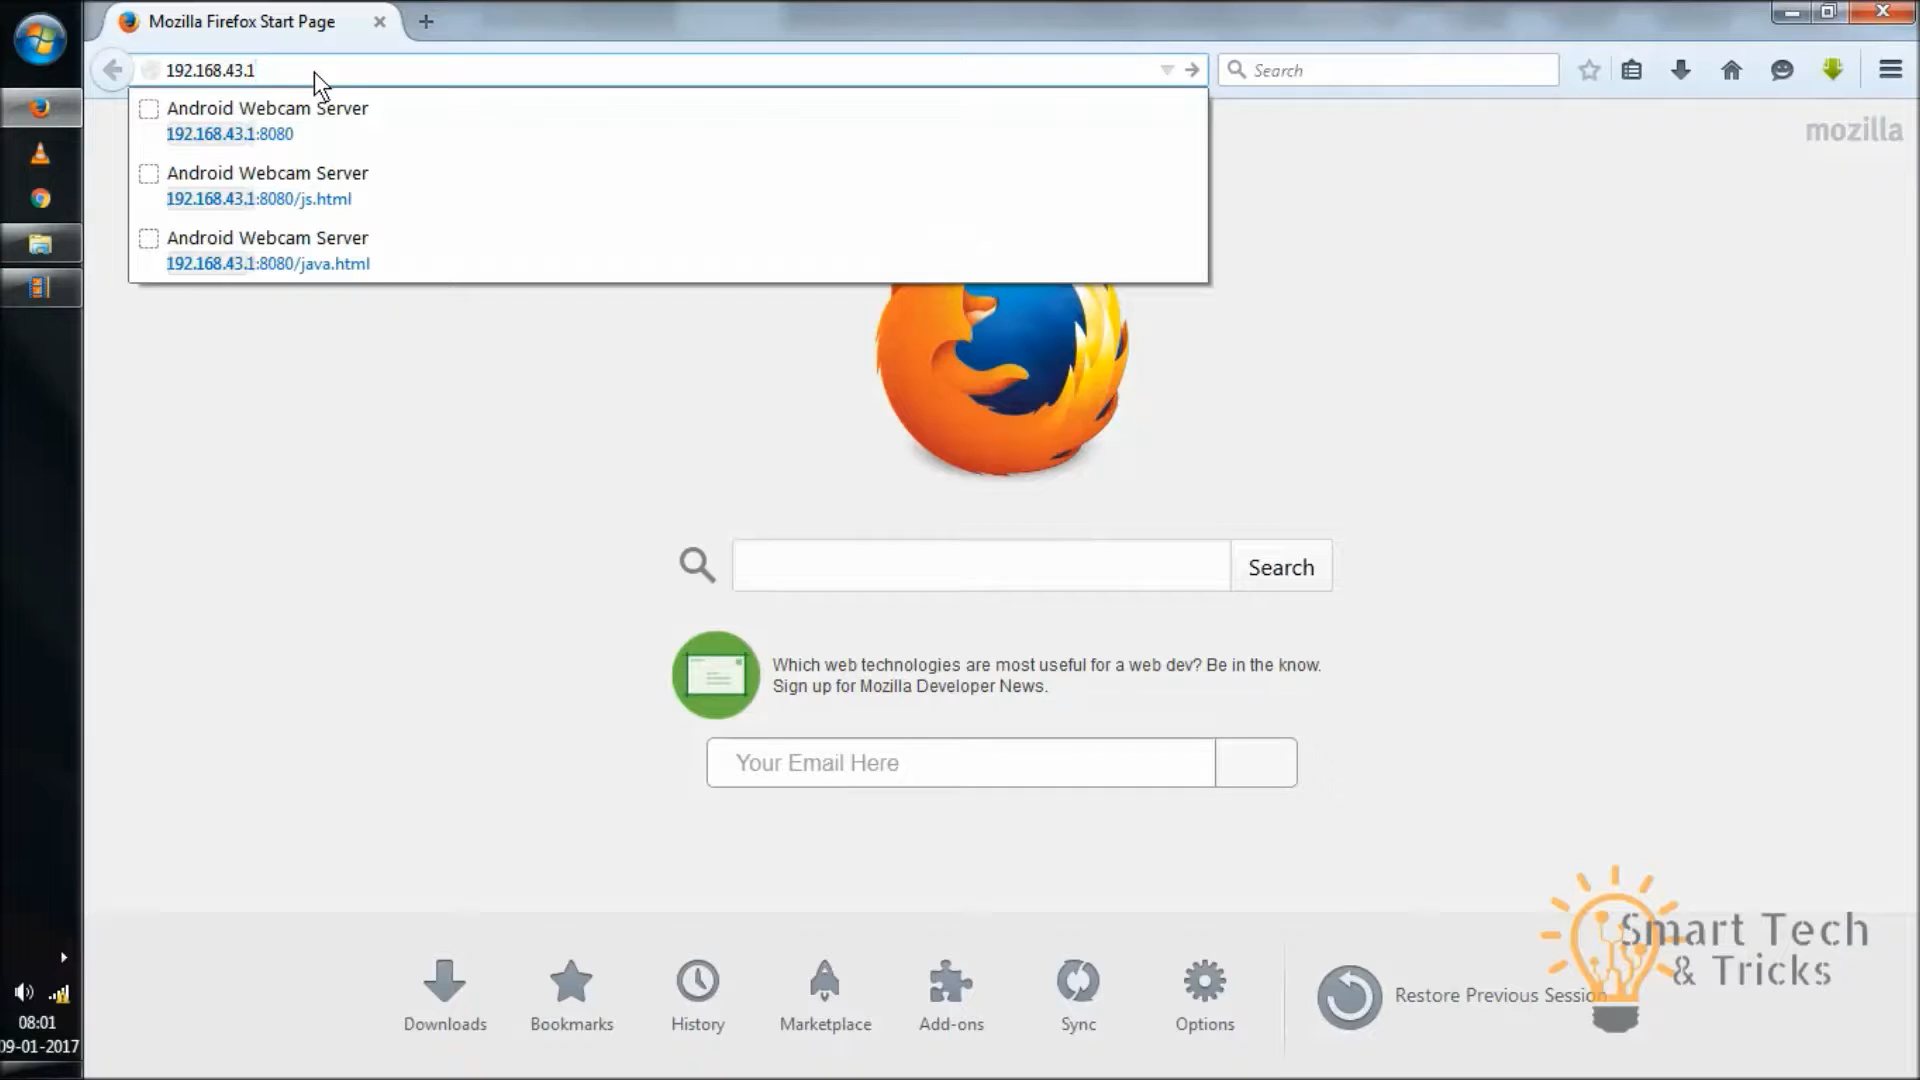 Mozilla Firefox Start Page
192.168.43.1
Search
Android Webcam Server
192.168.43.1:8080
Android Webcam Server
192.168.43.1:8080/js.html
Android Webcam Server
192.168.43.1:8080/java.html
mozilla
Search
Which web technologies are most useful for a web dev? Be in the know.
Sign up for Mozilla Developer News.
Your Email Here
Downloads
Bookmarks
History
Marketplace
Add-ons
Sync
Options
Restore Previous Session
Smart Tech
& Tricks
08:01
09-01-2017